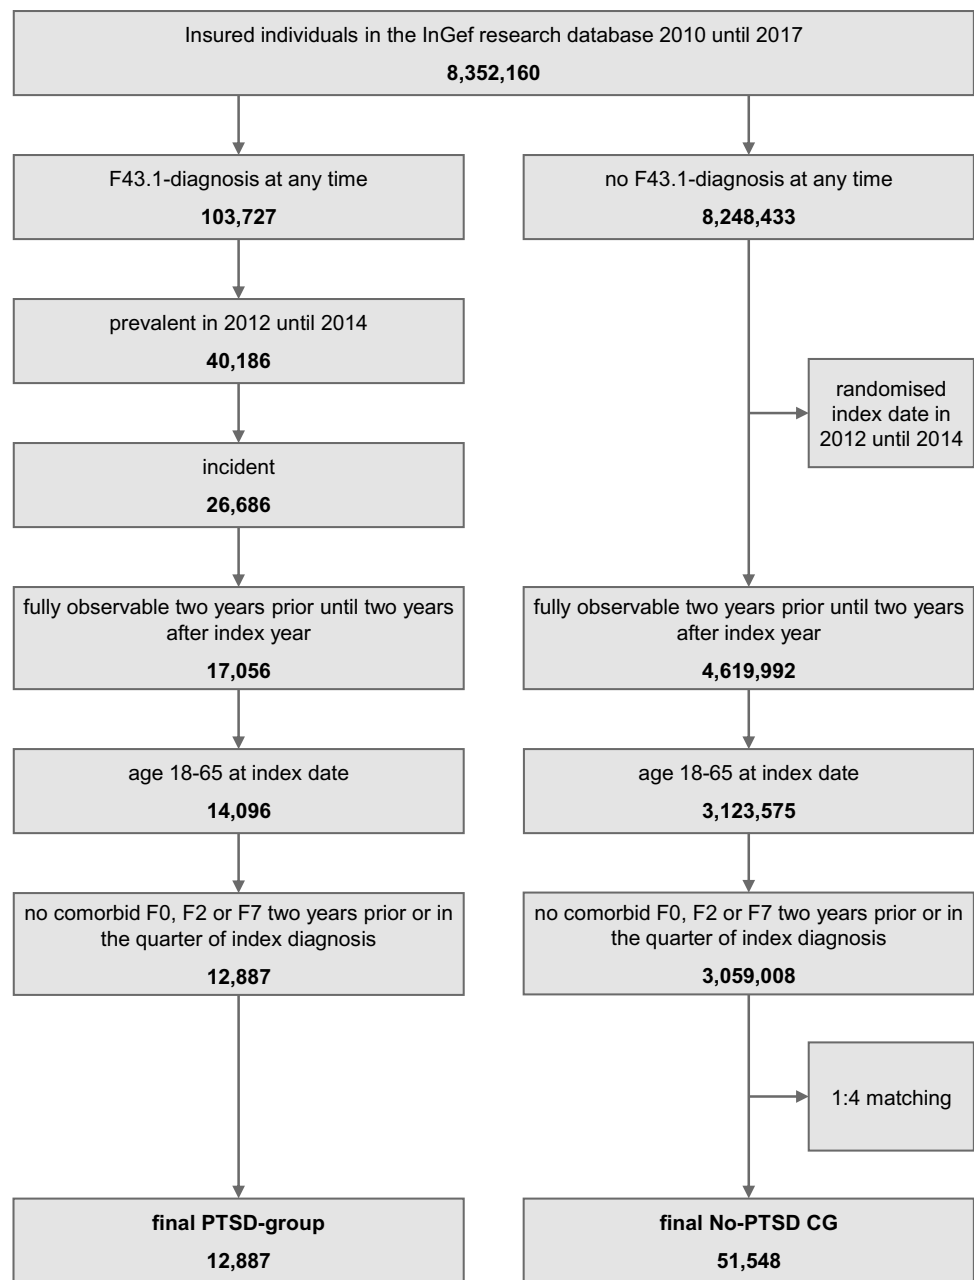 Insured individuals in the InGef research database 2010 until 2017
8,352,160
F43.1-diagnosis at any time
103,727
no F43.1-diagnosis at any time
8,248,433
prevalent in 2012 until 2014
40,186
randomised
index date in
2012 until 2014
incident
26,686
fully observable two years prior until two years
after index year
17,056
fully observable two years prior until two years
after index year
4,619,992
age 18-65 at index date
14,096
age 18-65 at index date
3,123,575
no comorbid F0, F2 or F7 two years prior or in
the quarter of index diagnosis
12,887
no comorbid F0, F2 or F7 two years prior or in
the quarter of index diagnosis
3,059,008
1:4 matching
final PTSD-group
12,887
final No-PTSD CG
51,548